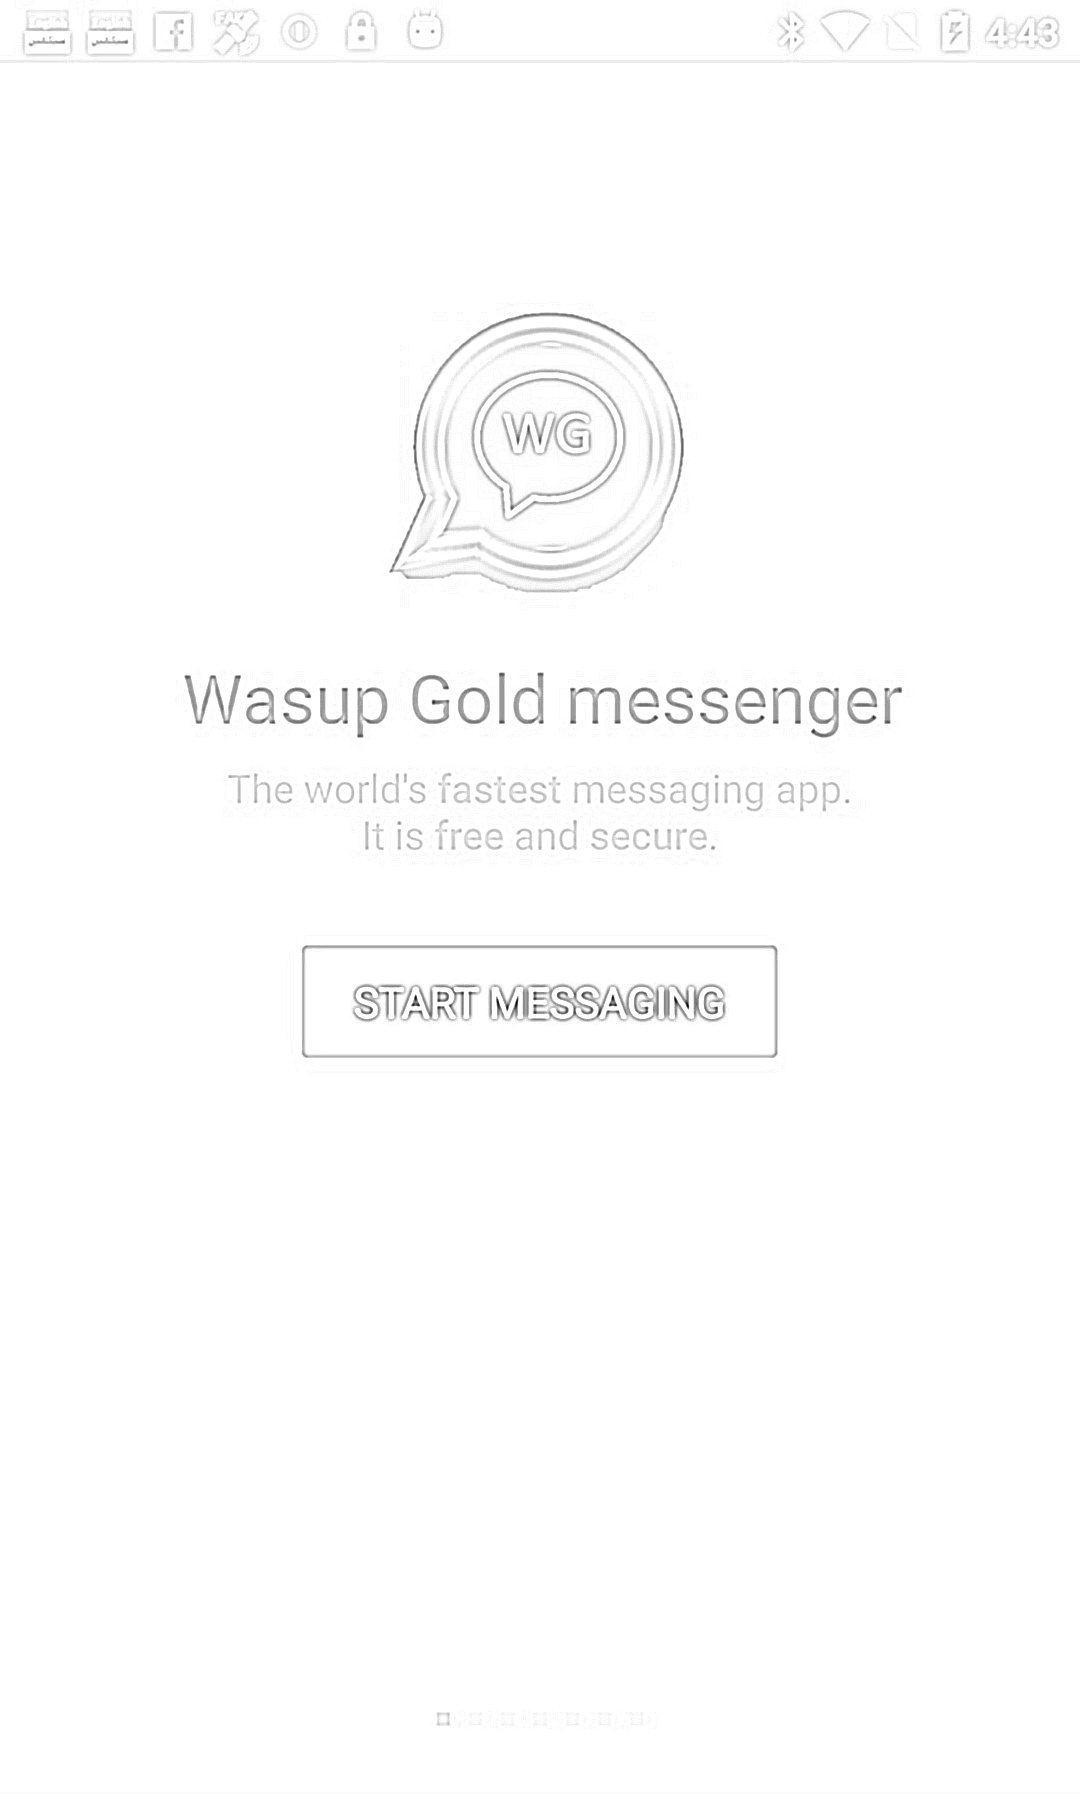 4:43
WG
Wasup Gold messenger
The world's fastest messaging app.
It is free and secure.
START MESSAGING